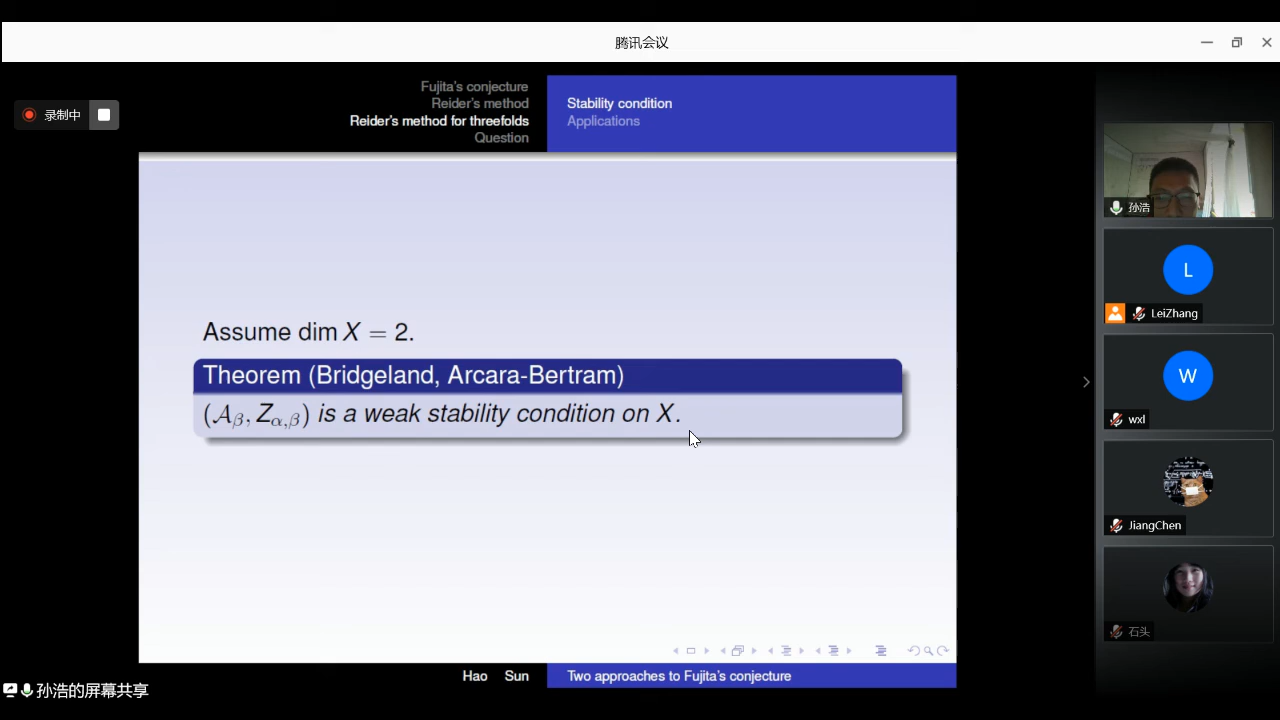 腾讯会议
录制中
Fujita's conjecture
Reider's method
Reider's method for threefolds
Question
Stability condition
Applications
Assume dim X = 2.
Theorem (Bridgeland, Arcara-Bertram)
(𝒜_β, Z_{α,β}) is a weak stability condition on X.
Hao Sun
Two approaches to Fujita's conjecture
孙浩的屏幕共享
孙浩
L
LeiZhang
W
wxl
JiangChen
石头